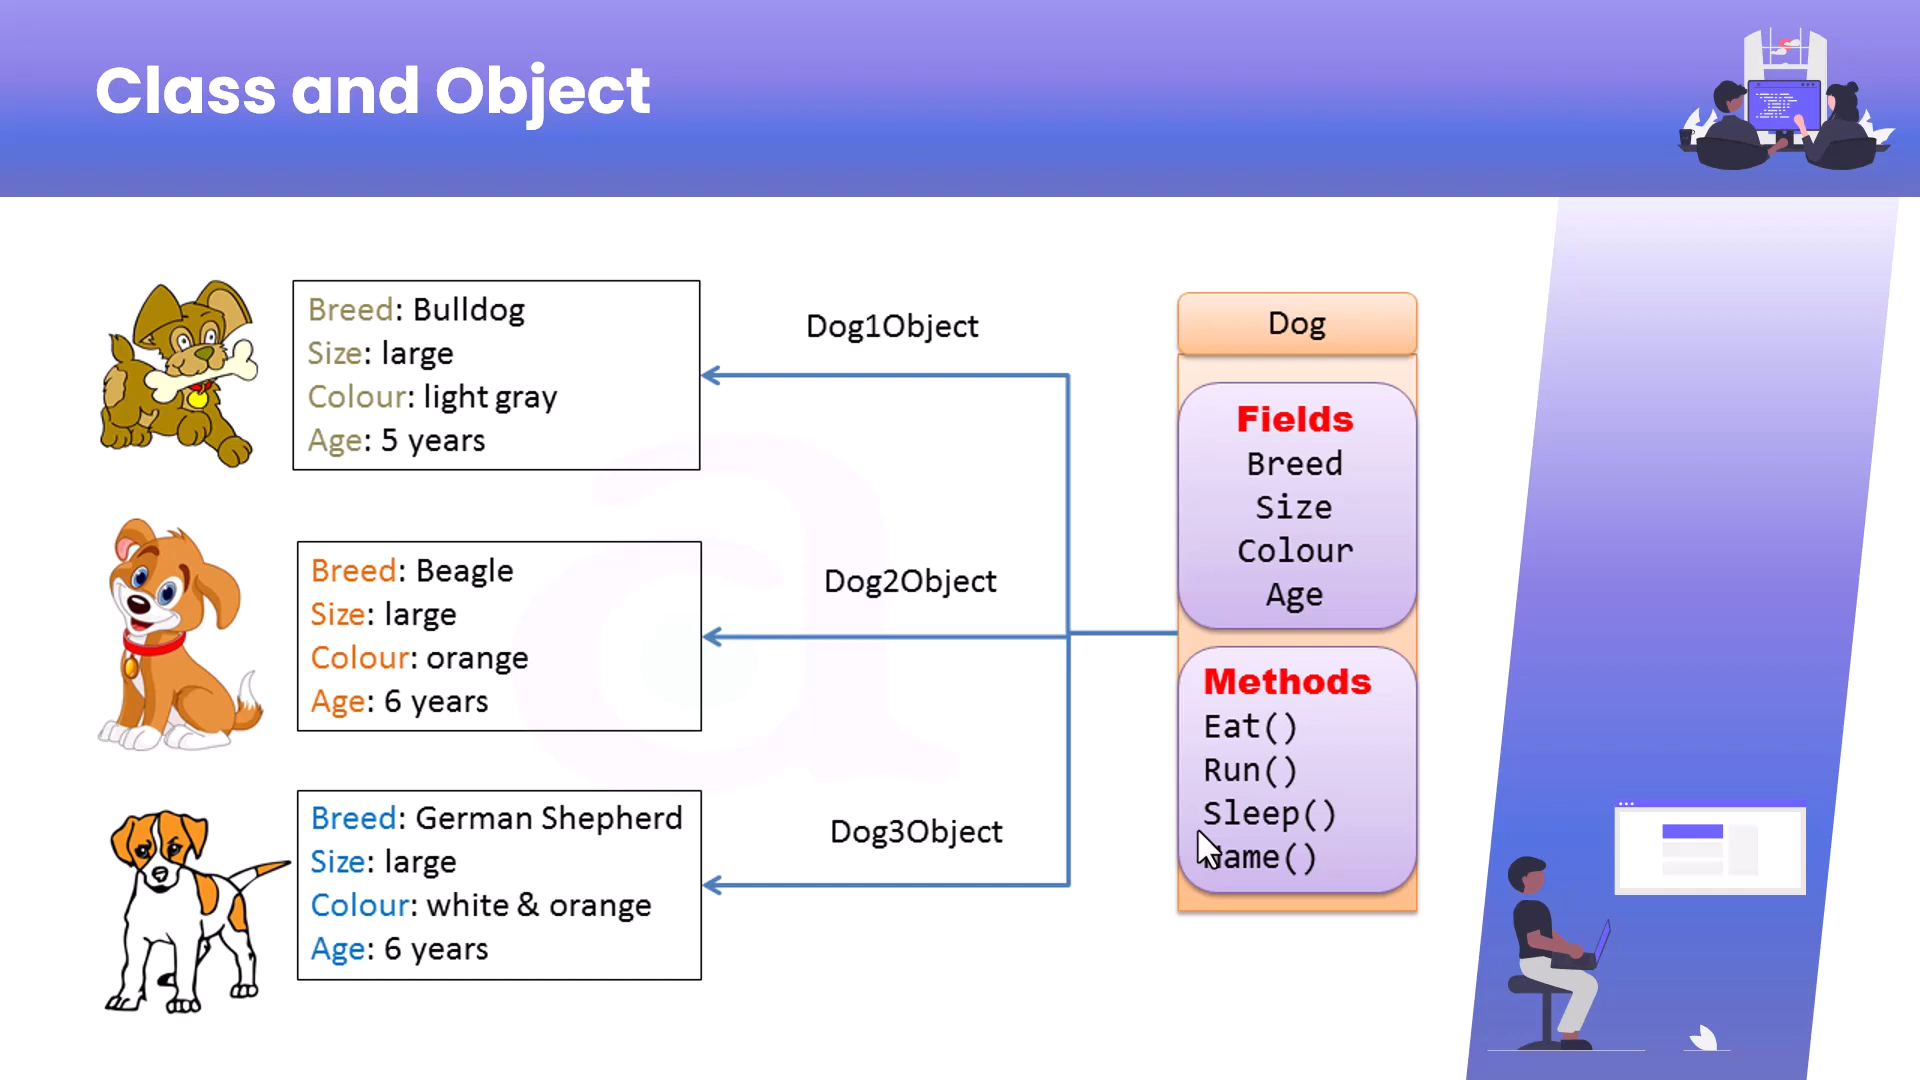 Class and Object
Breed: Bulldog
Size: large
Colour: light gray
Age: 5 years
Dog1Object
Breed: Beagle
Size: large
Colour: orange
Age: 6 years
Dog2Object
Breed: German Shepherd
Size: large
Colour: white & orange
Age: 6 years
Dog3Object
Dog
Fields
Breed
Size
Colour
Age
Methods
Eat()
Run()
Sleep()
Name()